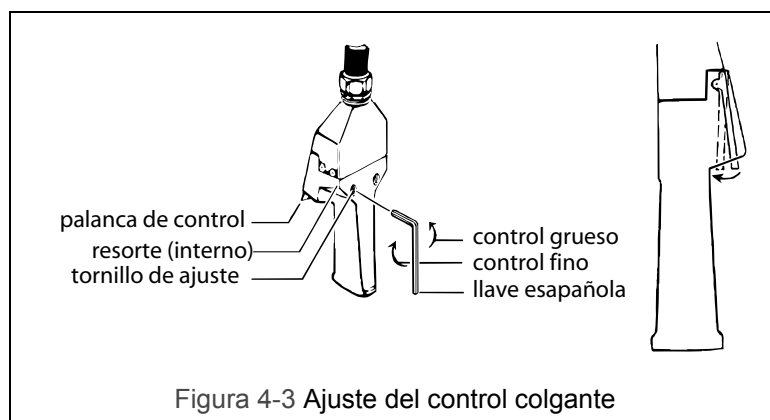 palanca de control
resorte (interno)
tornillo de ajuste
control grueso
control fino
llave esapañola
Figura 4-3 Ajuste del control colgante